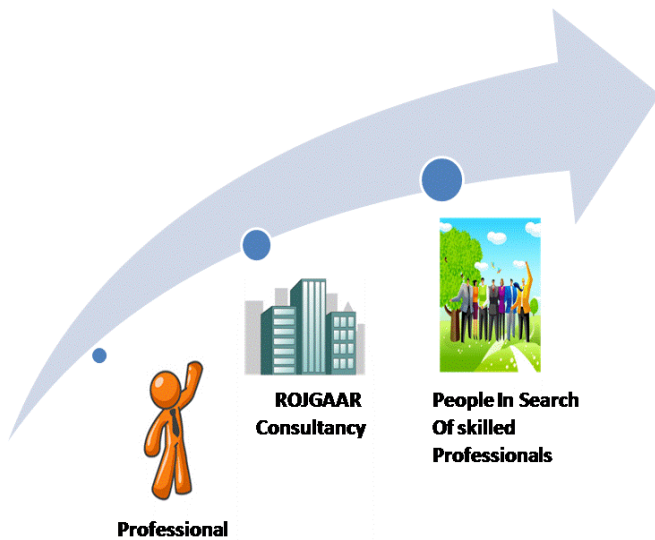 Professional
ROJGAAR
Consultancy
People In Search
Of skilled
Professionals